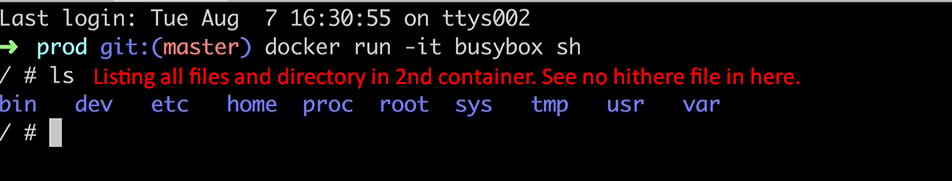 Last login: Tue Aug  7 16:30:55 on ttys002
➜  prod git:(master) docker run -it busybox sh
/ # ls  Listing all files and directory in 2nd container. See no hithere file in here.
bin   dev   etc   home  proc  root  sys   tmp   usr   var
/ #